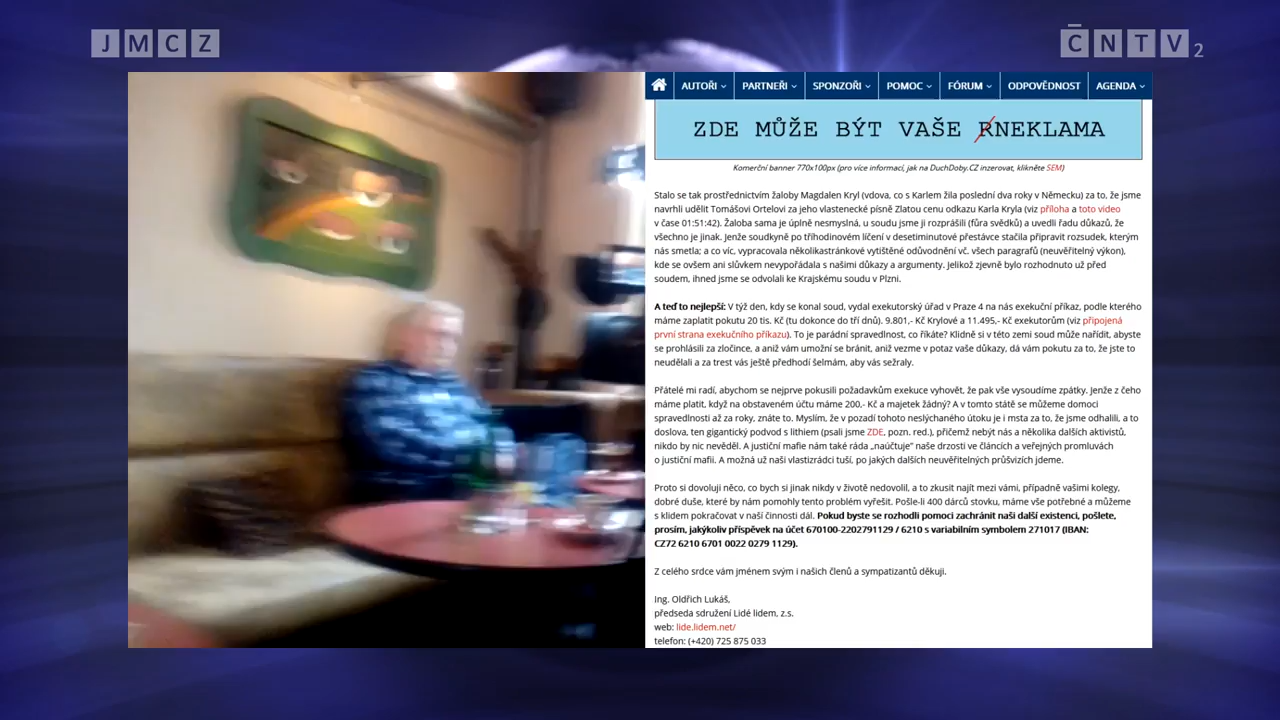 JMCZ
ČNTV2
AUTOŘI PARTNEŘI SPONZOŘI POMOC FÓRUM ODPOVĚDNOST AGENDA
ZDE MŮŽE BÝT VAŠE RNEKLAMA
Komerční banner 770x100px (pro více informací, jak na DuchDoby.CZ inzerovat, klikněte SEM)
Stalo se tak prostřednictvím žaloby Magdalen Kryl (vdova, co s Karlem žila poslední dva roky v Německu) za to, že jsme
navrhli udělit Tomášovi Ortelovi za jeho vlastenecké písně Zlatou cenu odkazu Karla Kryla (viz příloha a toto video
v čase 01:51:42). Žaloba sama je úplně nesmyslná, u soudu jsme ji rozprášili (fůra svědků) a uvedli řadu důkazů, že
všechno je jinak. Jenže soudkyně po tříhodinovém líčení v desetiminutové přestávce stačila připravit rozsudek, kterým
nás smetla; a co víc, vypracovala několikastránkové vytištěné odůvodnění vč. všech paragrafů (neuvěřitelný výkon),
kde se ovšem ani slůvkem nevypořádala s našimi důkazy a argumenty. Jelikož zjevně bylo rozhodnuto už před
soudem, ihned jsme se odvolali ke Krajskému soudu v Plzni.
A teď to nejlepší: V týž den, kdy se konal soud, vydal exekutorský úřad v Praze 4 na nás exekuční příkaz, podle kterého
máme zaplatit pokutu 20 tis. Kč (tu dokonce do tří dnů). 9.801,- Kč Krylové a 11.495,- Kč exekutorům (viz připojená
první strana exekučního příkazu). To je parádní spravedlnost, co říkáte? Klidně si v této zemi soud může nařídit, abyste
se prohlásili za zločince, a aniž vám umožní se bránit, aniž vezme v potaz vaše důkazy, dá vám pokutu za to, že jste to
neudělali a za trest vás ještě předhodí šelmám, aby vás sežraly.
Přátelé mi radí, abychom se nejprve pokusili požadavkům exekuce vyhovět, že pak vše vysoudíme zpátky. Jenže z čeho
máme platit, když na obstaveném účtu máme 200,- Kč a majetek žádný? A v tomto státě se můžeme domoci
spravedlnosti až za roky, znáte to. Myslím, že v pozadí tohoto neslýchaného útoku je i msta za to, že jsme odhalili, a to
doslova, ten gigantický podvod s lithiem (psali jsme ZDE, pozn. red.), přičemž nebýt nás a několika dalších aktivistů,
nikdo by nic nevěděl. A justiční mafie nám také ráda „naúčtuje“ naše drzosti ve článcích a veřejných promluvách
o justiční mafii. A možná už naši vlastizrádci tuší, po jakých dalších neuvěřitelných průšvizích jdeme.
Proto si dovoluji něco, co bych si jinak nikdy v životě nedovolil, a to zkusit najít mezi vámi, případně vašimi kolegy,
dobré duše, které by nám pomohly tento problém vyřešit. Pošle-li 400 dárců stovku, máme vše potřebné a můžeme
s klidem pokračovat v naší činnosti dál. Pokud byste se rozhodli pomoci zachránit naši další existenci, pošlete,
prosím, jakýkoliv příspěvek na účet 670100-2202791129 / 6210 s variabilním symbolem 271017 (IBAN:
CZ72 6210 6701 0022 0279 1129).
Z celého srdce vám jménem svým i našich členů a sympatizantů děkuji.
Ing. Oldřich Lukáš,
předseda sdružení Lidé lidem, z.s.
web: lide.lidem.net/
telefon: (+420) 725 875 033